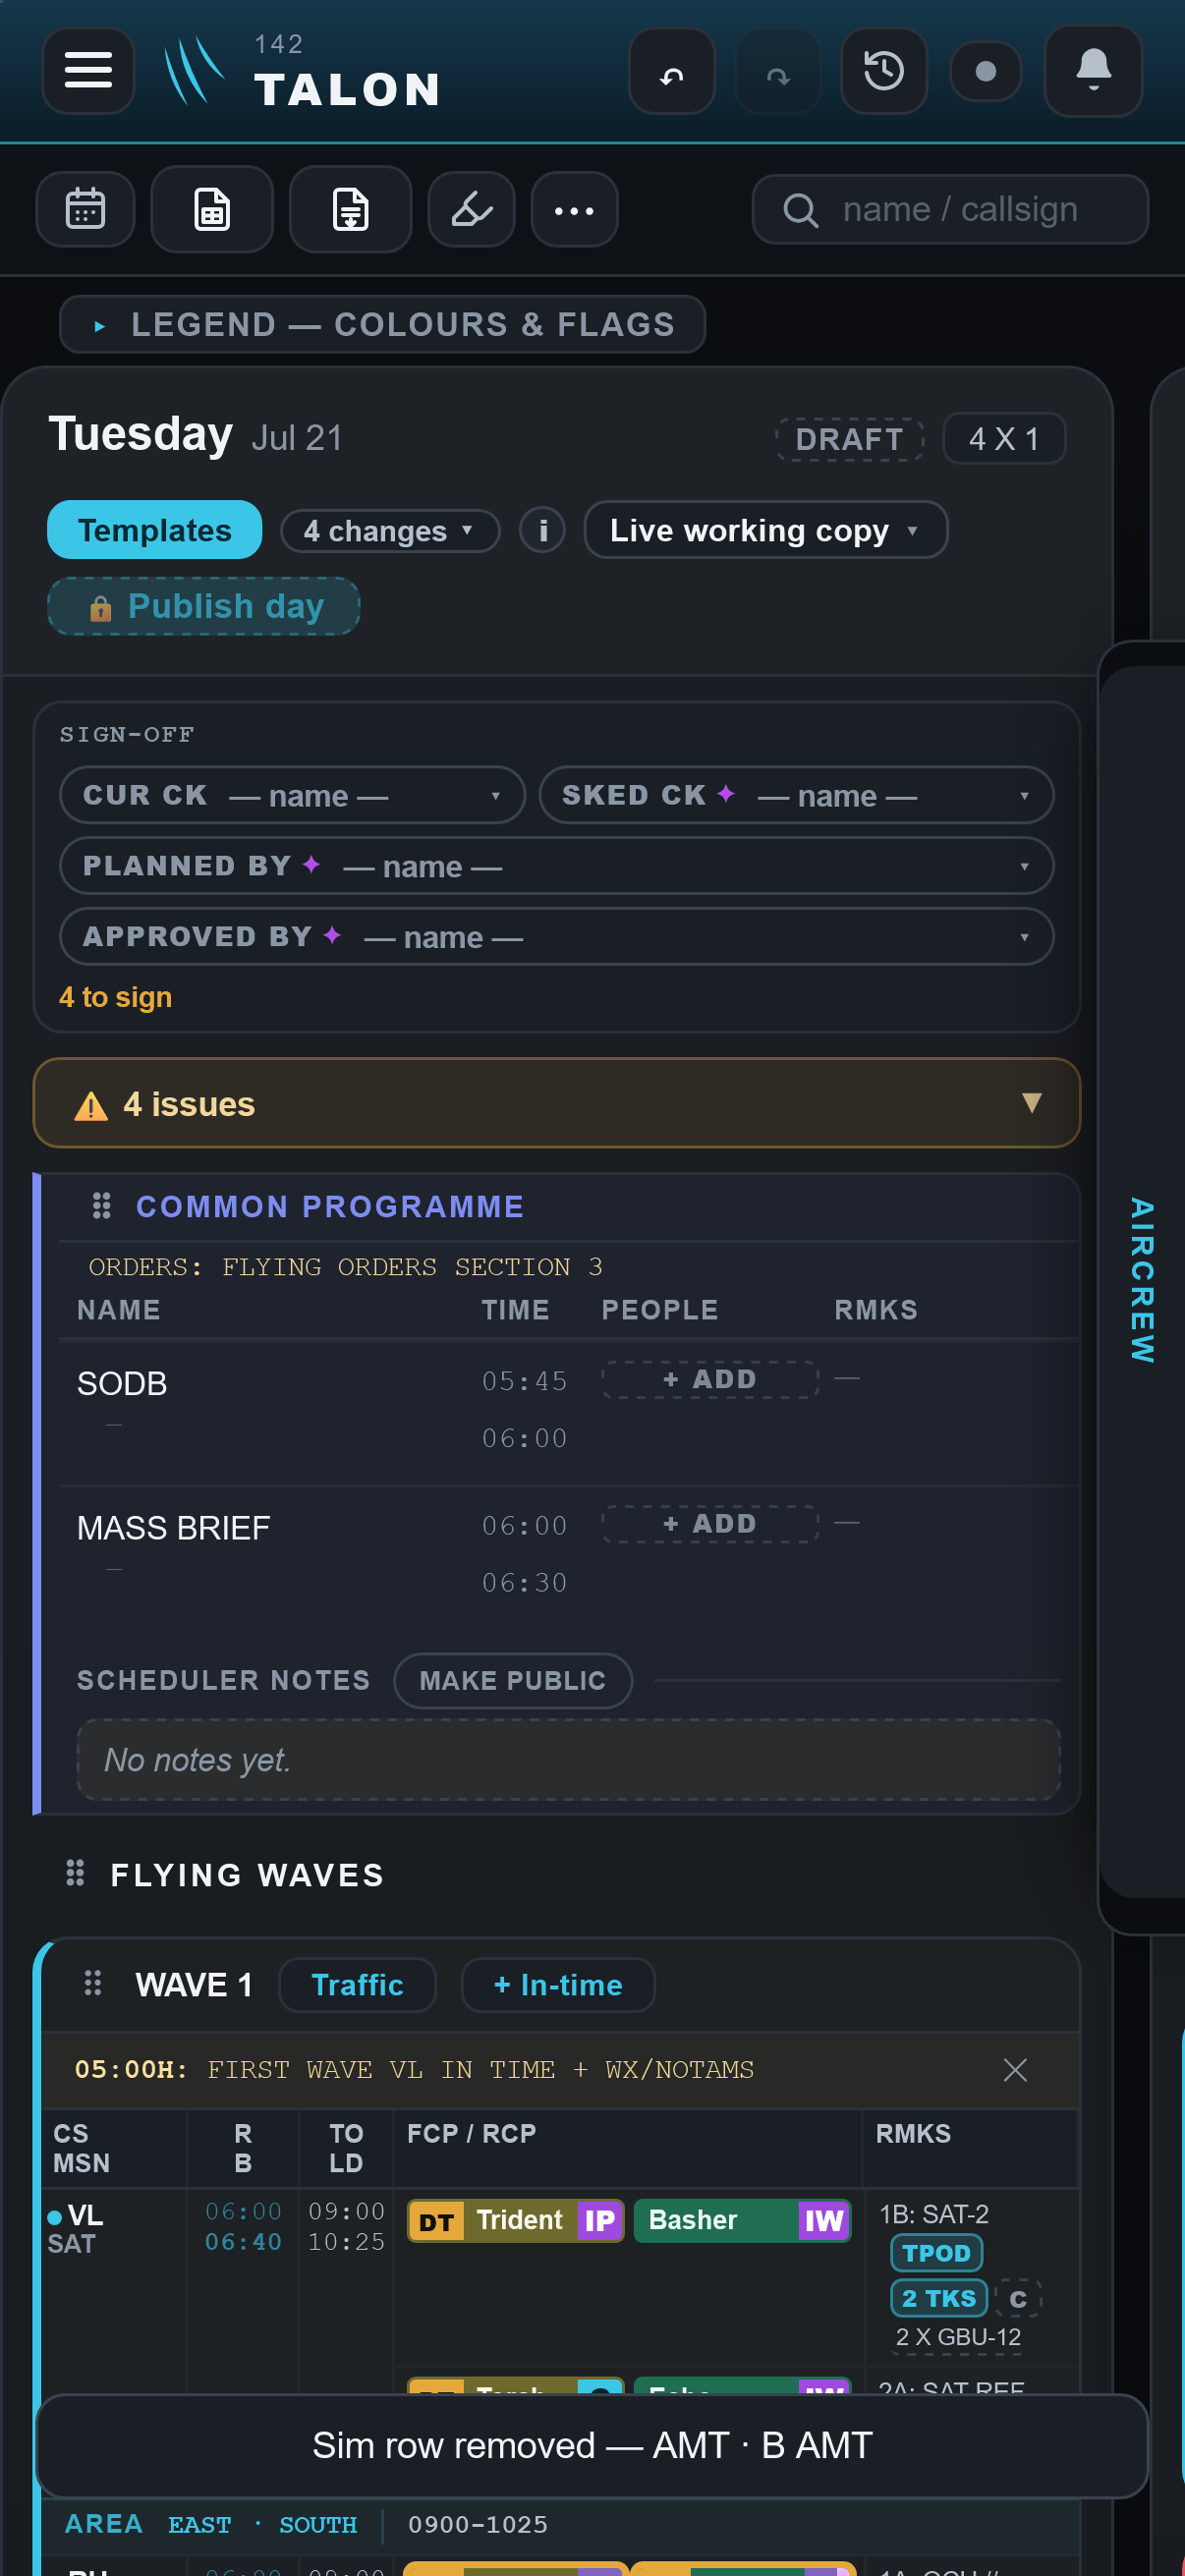 142
TALON
name / callsign
LEGEND — COLOURS & FLAGS
Tuesday Jul 21 DRAFT 4 X 1
Templates 4 changes i Live working copy
Publish day
SIGN-OFF
CUR CK — name — SKED CK — name —
PLANNED BY — name —
APPROVED BY — name —
4 to sign
4 issues
AIRCREW
COMMON PROGRAMME
ORDERS: FLYING ORDERS SECTION 3
NAME TIME PEOPLE RMKS
SODB 05:45 + ADD —
— 06:00
MASS BRIEF 06:00 + ADD —
— 06:30
SCHEDULER NOTES MAKE PUBLIC
No notes yet.
FLYING WAVES
WAVE 1 Traffic + In-time
05:00H: FIRST WAVE VL IN TIME + WX/NOTAMS
CS R TO FCP / RCP RMKS
MSN B LD
VL 06:00 09:00 DT Trident IP Basher IW 1B: SAT-2
SAT 06:40 10:25 TPOD
2 TKS C
2 X GBU-12
Sim row removed — AMT · B AMT
AREA EAST · SOUTH 0900-1025